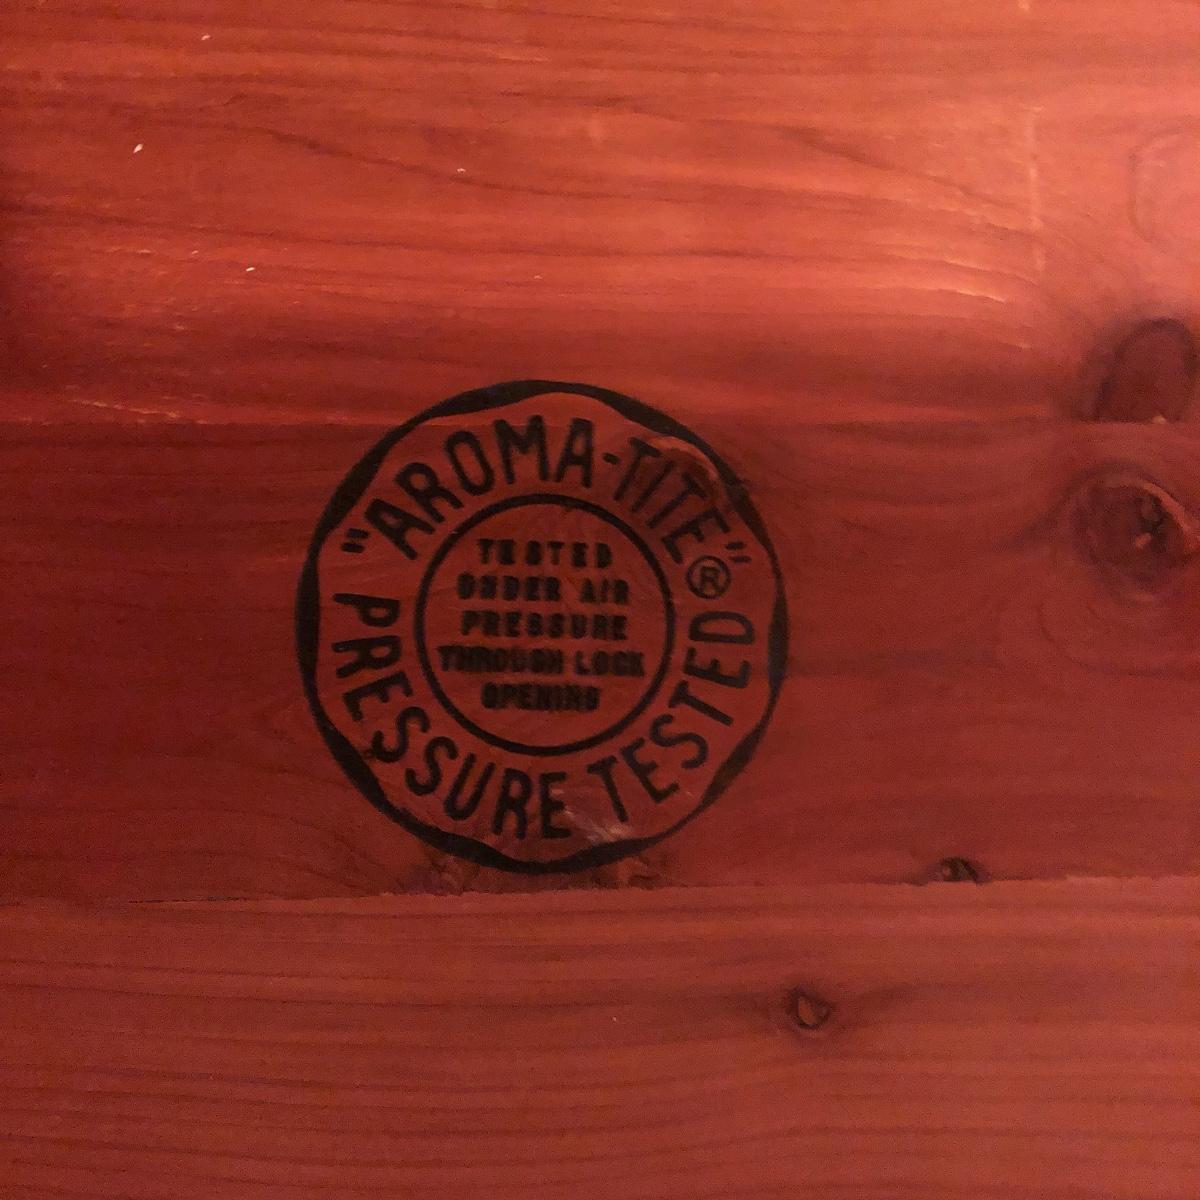 "AROMA-TITE"®
PRESSURE TESTED
TESTED
UNDER AIR
PRESSURE
THROUGH LOCK
OPENING